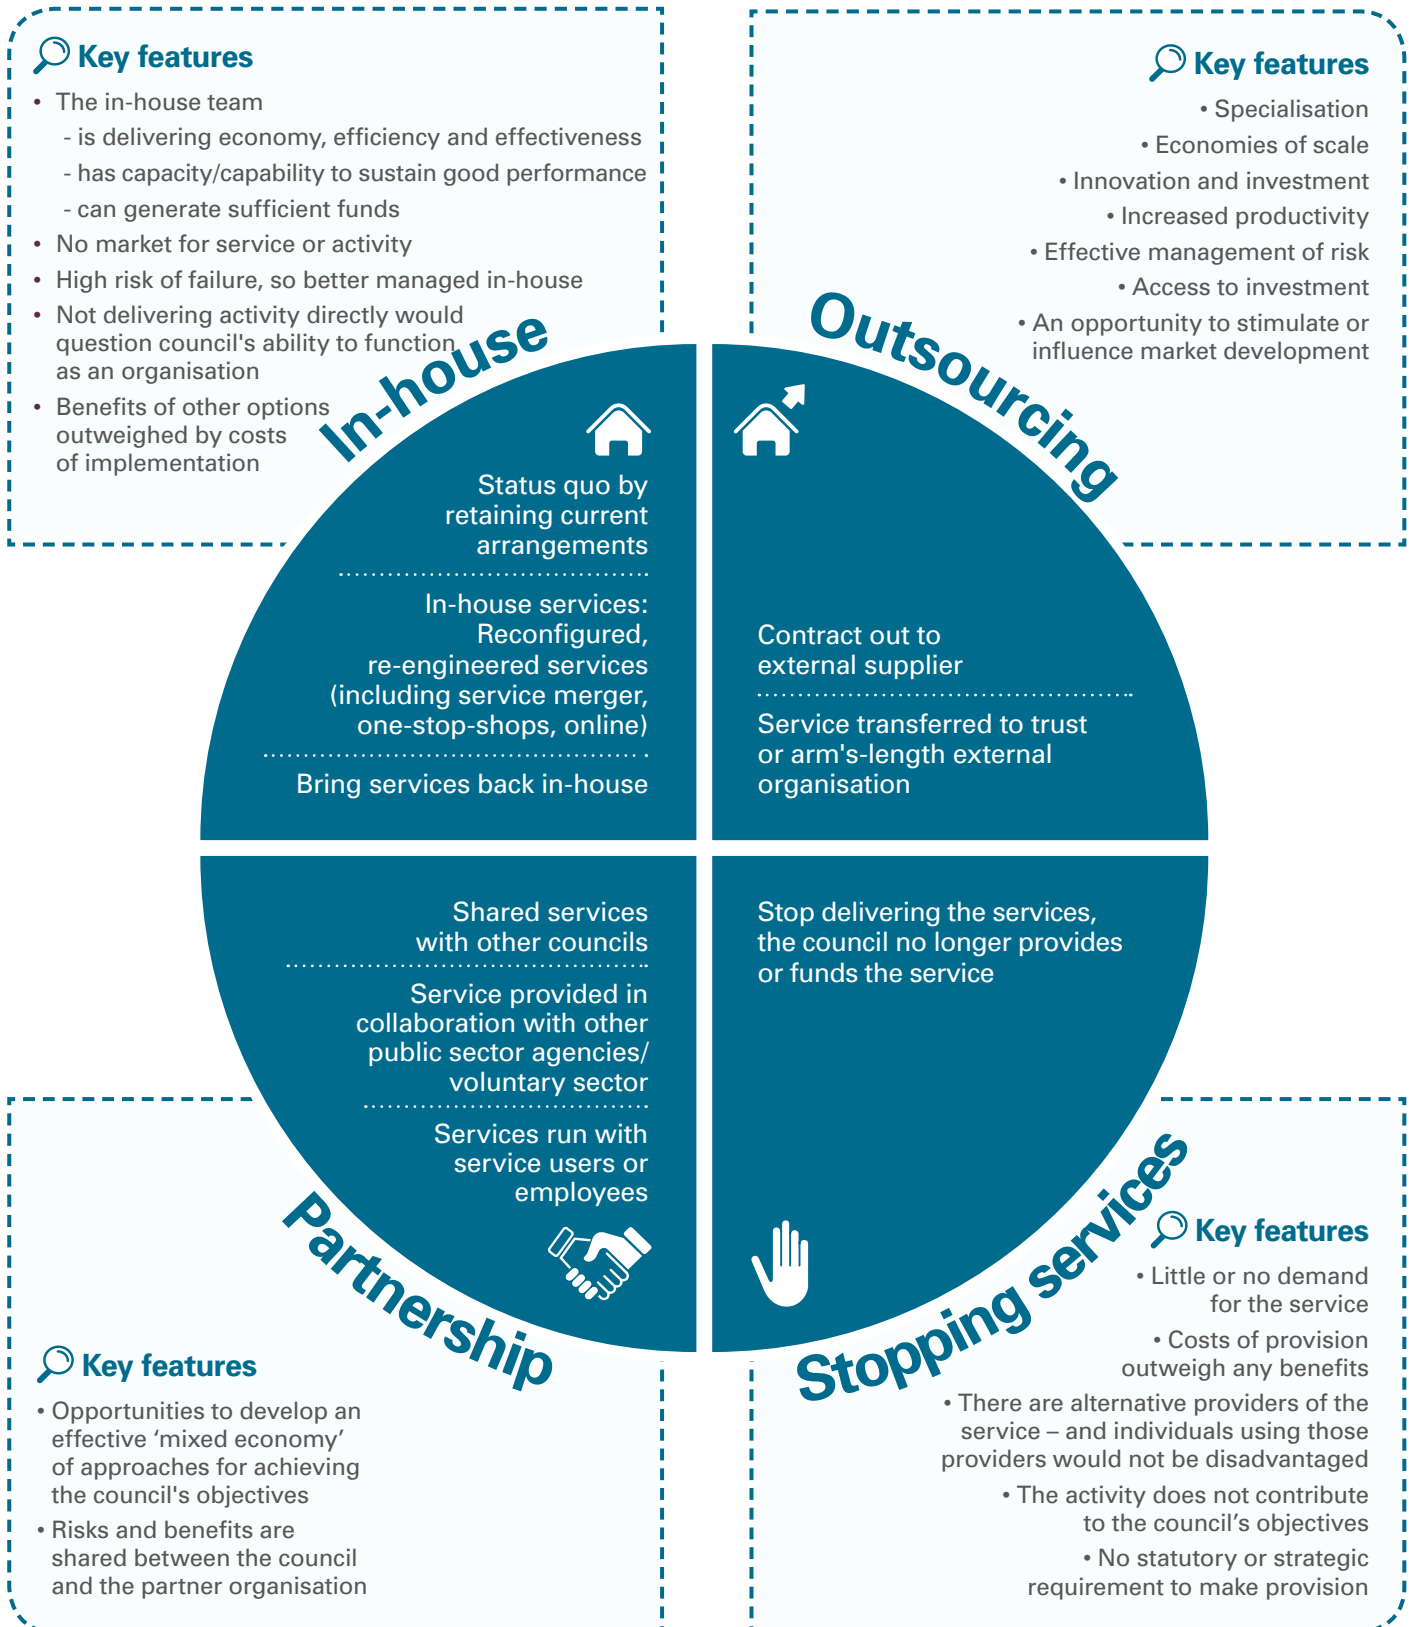 Key features
• The in-house team
- is delivering economy, efficiency and effectiveness
- has capacity/capability to sustain good performance
- can generate sufficient funds
• No market for service or activity
• High risk of failure, so better managed in-house
• Not delivering activity directly would
question council's ability to function
as an organisation
• Benefits of other options
outweighed by costs
of implementation
In-house
Status quo by
retaining current
arrangements
In-house services:
Reconfigured,
re-engineered services
(including service merger,
one-stop-shops, online)
Bring services back in-house
Key features
• Specialisation
• Economies of scale
• Innovation and investment
• Increased productivity
• Effective management of risk
• Access to investment
• An opportunity to stimulate or
influence market development
Outsourcing
Contract out to
external supplier
Service transferred to trust
or arm's-length external
organisation
Shared services
with other councils
Service provided in
collaboration with other
public sector agencies/
voluntary sector
Services run with
service users or
employees
Partnership
Key features
• Opportunities to develop an
effective ‘mixed economy’
of approaches for achieving
the council's objectives
• Risks and benefits are
shared between the council
and the partner organisation
Stop delivering the services,
the council no longer provides
or funds the service
Stopping services
Key features
• Little or no demand
for the service
• Costs of provision
outweigh any benefits
• There are alternative providers of the
service – and individuals using those
providers would not be disadvantaged
• The activity does not contribute
to the council’s objectives
• No statutory or strategic
requirement to make provision